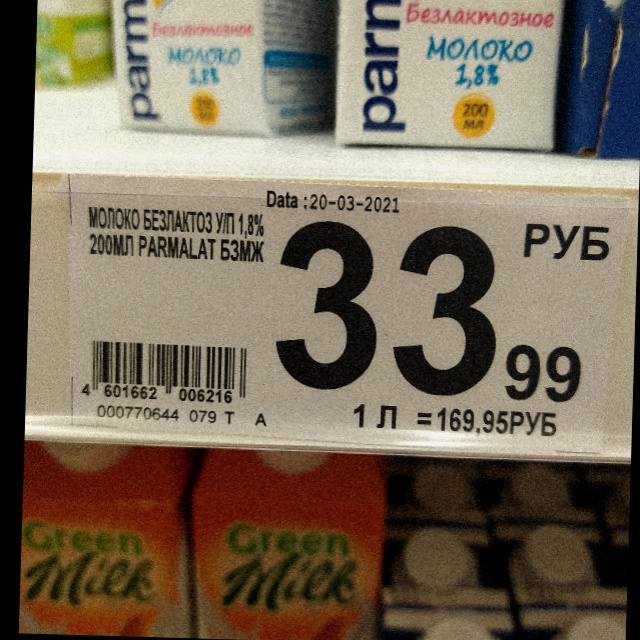 parm
Безлактозное
МОЛОКО
1,8%
200
МЛ
parm
Безлактозное
МОЛОКО
1,8%
200
МЛ
Data :20-03-2021
МОЛОКО БЕЗЛАКТОЗ У/П 1,8%
200МЛ PARMALAT БЗМЖ
33 99 РУБ
4 601662 006216
000770644 079 Т А
1 Л =169,95РУБ
Green
Milk
Green
Milk